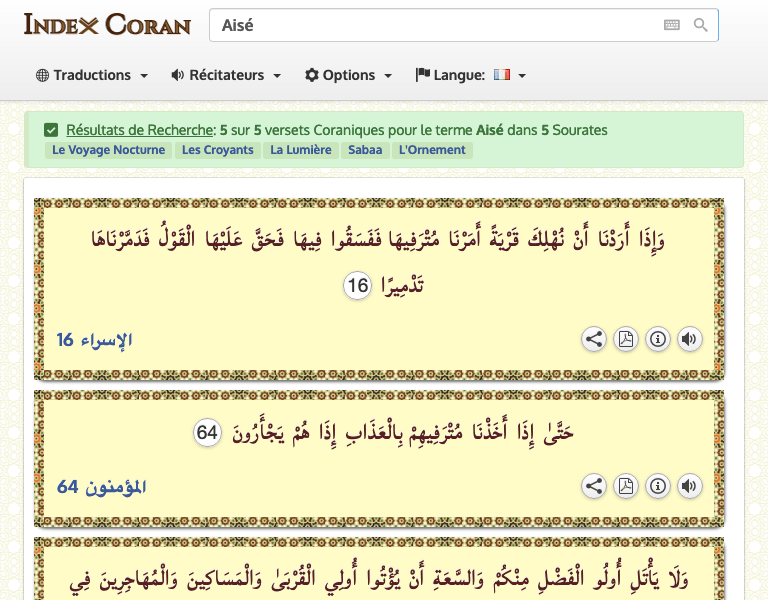 Index Coran
Aisé
Traductions
Récitateurs
Options
Langue:
Résultats de Recherche: 5 sur 5 versets Coraniques pour le terme Aisé dans 5 Sourates
Le Voyage Nocturne
Les Croyants
La Lumière
Sabaa
L'Ornement
وَإِذَا أَرَدْنَا أَنْ نُهْلِكَ قَرْيَةً أَمَرْنَا مُتْرَفِيهَا فَفَسَقُوا فِيهَا فَحَقَّ عَلَيْهَا الْقَوْلُ فَدَمَّرْنَاهَا
تَدْمِيرًا 16
الإسراء 16
حَتَّىٰ إِذَا أَخَذْنَا مُتْرَفِيهِمْ بِالْعَذَابِ إِذَا هُمْ يَجْأَرُونَ 64
المؤمنون 64
وَلَا يَأْتَلِ أُولُو الْفَضْلِ مِنْكُمْ وَالسَّعَةِ أَنْ يُؤْتُوا أُولِي الْقُرْبَىٰ وَالْمَسَاكِينَ وَالْمُهَاجِرِينَ فِي